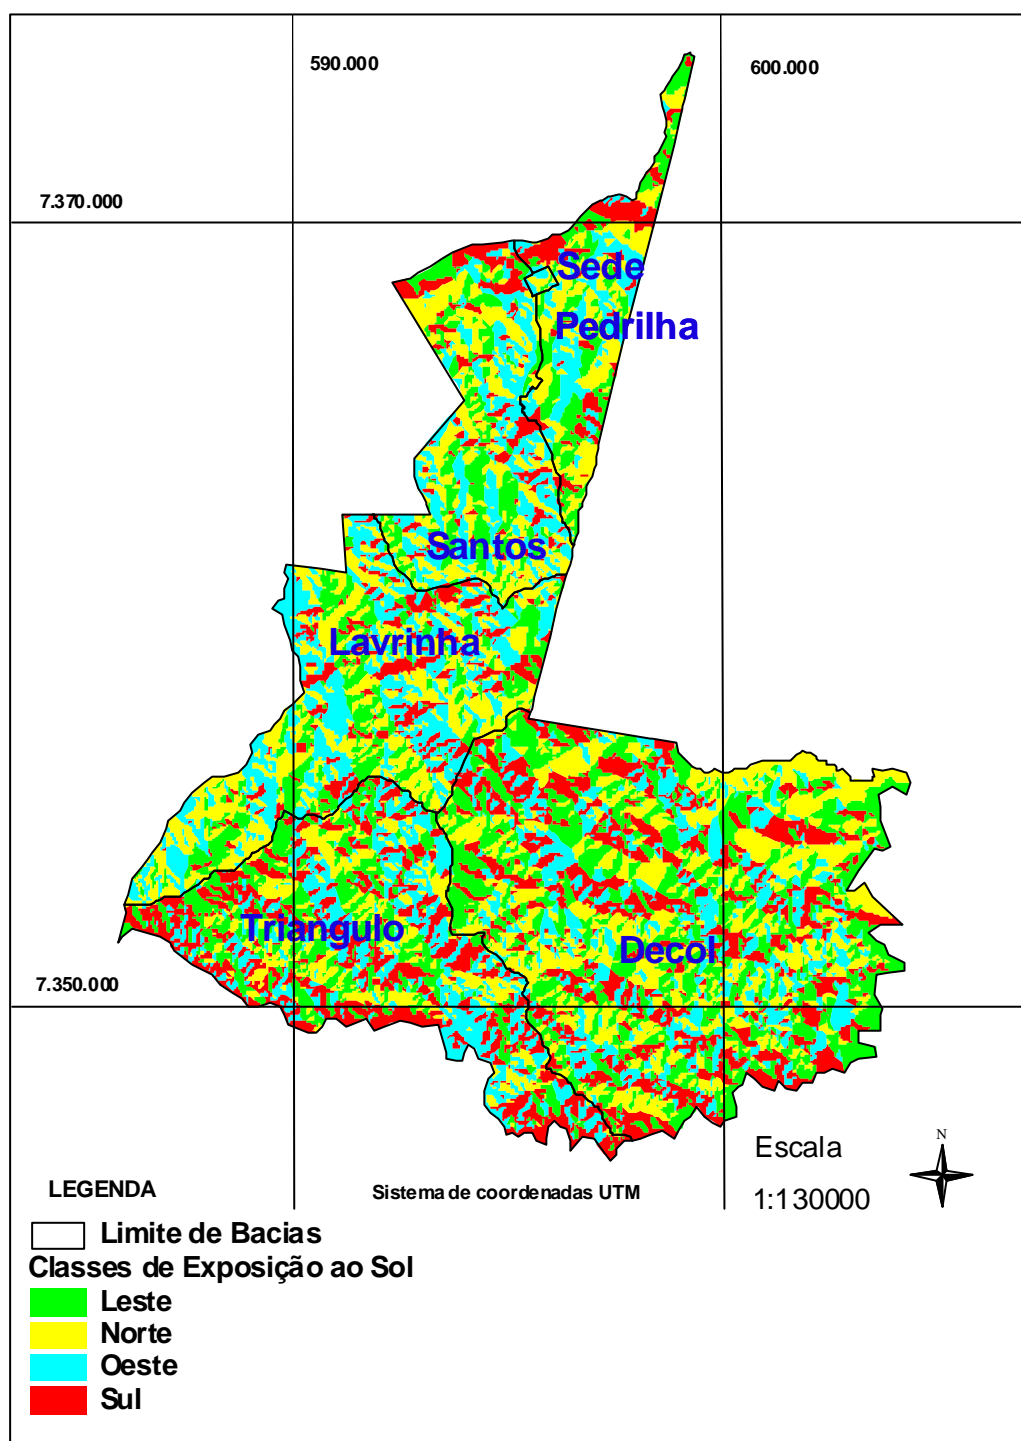 590.000
600.000
7.370.000
Sede
Pedrilha
Santos
Lavrinha
Triangulo
Decol
7.350.000
Escala
N
LEGENDA
Sistema de coordenadas UTM
1:130000
Limite de Bacias
Classes de Exposição ao Sol
Leste
Norte
Oeste
Sul